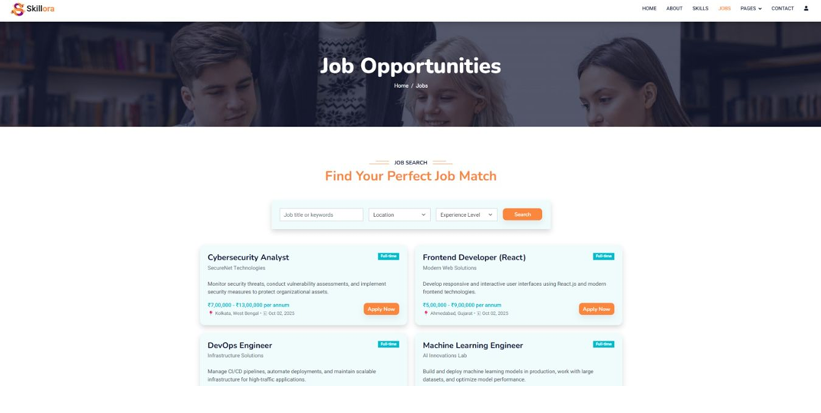 Skillora
HOME ABOUT SKILLS JOBS PAGES CONTACT
Job Opportunities
Home / Jobs
JOB SEARCH
Find Your Perfect Job Match
Job title or keywords Location Experience Level Search
Cybersecurity Analyst Full-time
SecureNet Technologies
Monitor security threats, conduct vulnerability assessments, and implement
security measures to protect organizational assets.
₹7,00,000 - ₹13,00,000 per annum
Kolkata, West Bengal • Oct 02, 2025
Apply Now
Frontend Developer (React) Full-time
Modern Web Solutions
Develop responsive and interactive user interfaces using React.js and modern
frontend technologies.
₹5,00,000 - ₹9,00,000 per annum
Ahmedabad, Gujarat • Oct 02, 2025
Apply Now
DevOps Engineer Full-time
Infrastructure Solutions
Manage CI/CD pipelines, automate deployments, and maintain scalable
infrastructure for high-traffic applications.
Machine Learning Engineer Full-time
AI Innovations Lab
Build and deploy machine learning models in production, work with large
datasets, and optimize model performance.